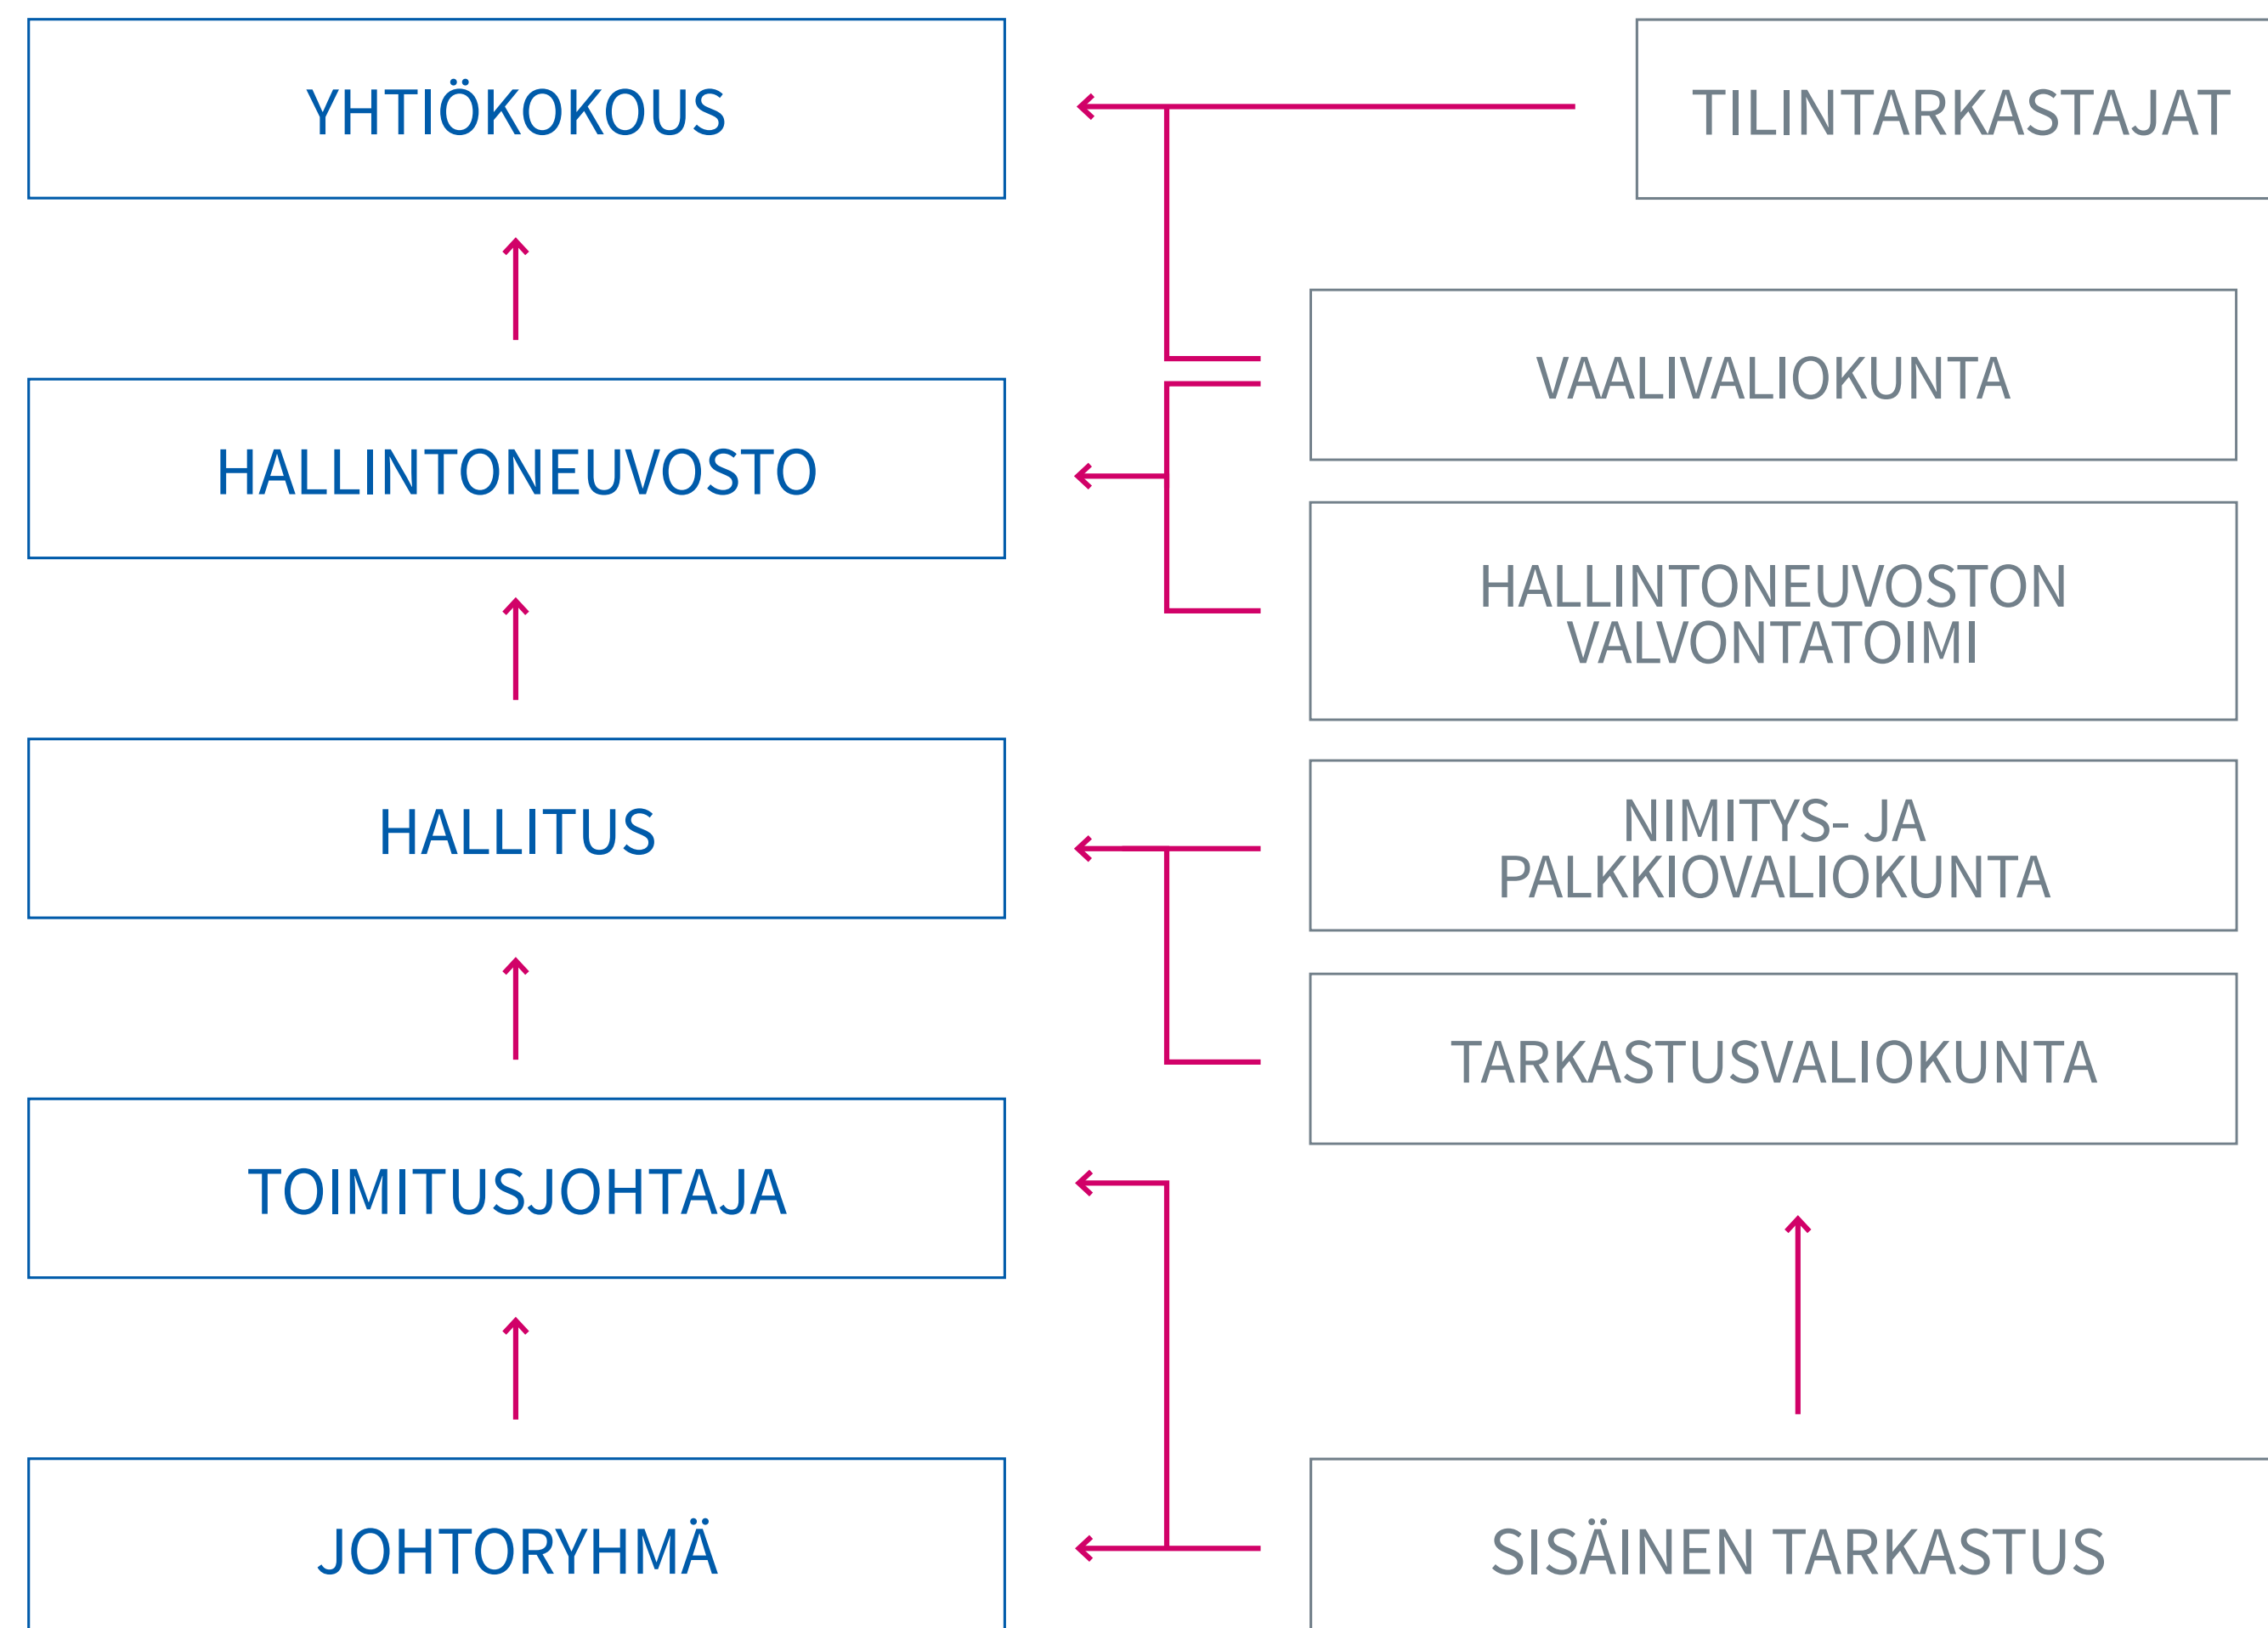 YHTIÖKOKOUS
TILINTARKASTAJAT
VAALIVALIOKUNTA
HALLINTONEUVOSTO
HALLINTONEUVOSTON
VALVONTATOIMI
HALLITUS
NIMITYS- JA
PALKKIOVALIOKUNTA
TARKASTUSVALIOKUNTA
TOIMITUSJOHTAJA
JOHTORYHMÄ
SISÄINEN TARKASTUS